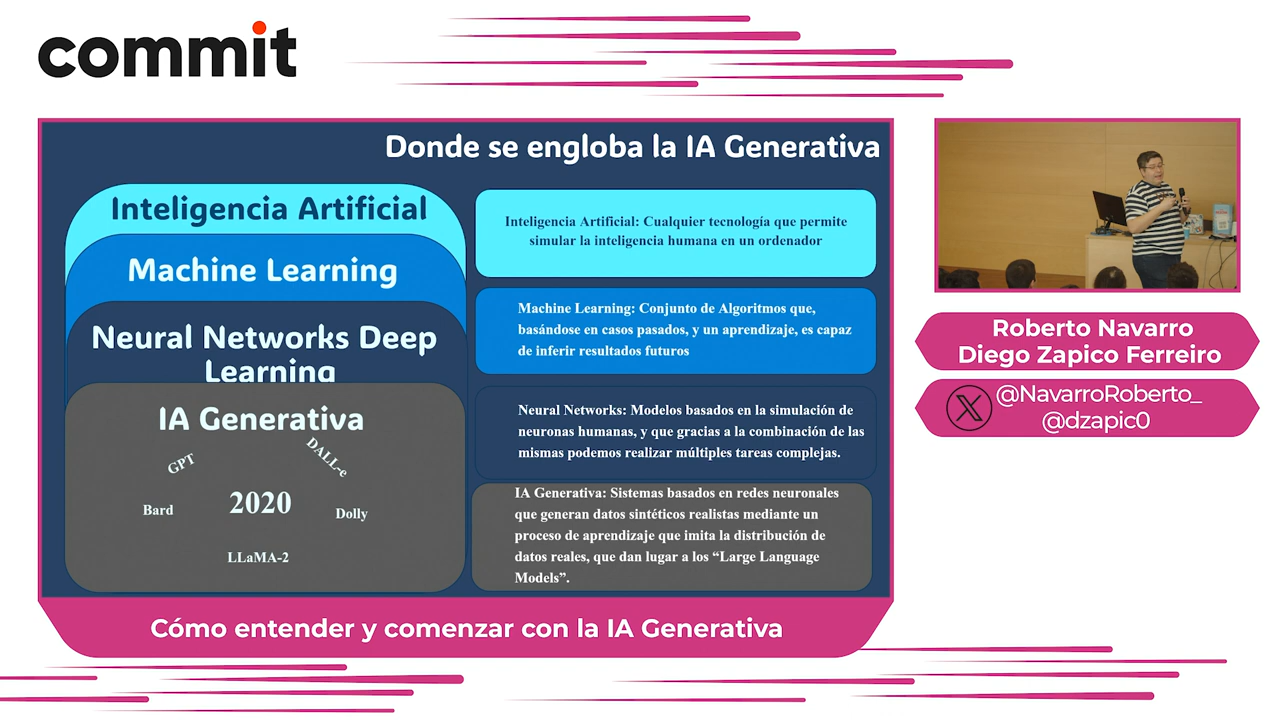 commit
Donde se engloba la IA Generativa
Inteligencia Artificial
Machine Learning
Neural Networks Deep
Learning
IA Generativa
GPT
DALL-e
Bard
2020
Dolly
LLaMA-2
Inteligencia Artificial: Cualquier tecnología que permite
simular la inteligencia humana en un ordenador
Machine Learning: Conjunto de Algoritmos que,
basándose en casos pasados, y un aprendizaje, es capaz
de inferir resultados futuros
Neural Networks: Modelos basados en la simulación de
neuronas humanas, y que gracias a la combinación de las
mismas podemos realizar múltiples tareas complejas.
IA Generativa: Sistemas basados en redes neuronales
que generan datos sintéticos realistas mediante un
proceso de aprendizaje que imita la distribución de
datos reales, que dan lugar a los “Large Language
Models”.
Cómo entender y comenzar con la IA Generativa
Roberto Navarro
Diego Zapico Ferreiro
@NavarroRoberto_
@dzapic0